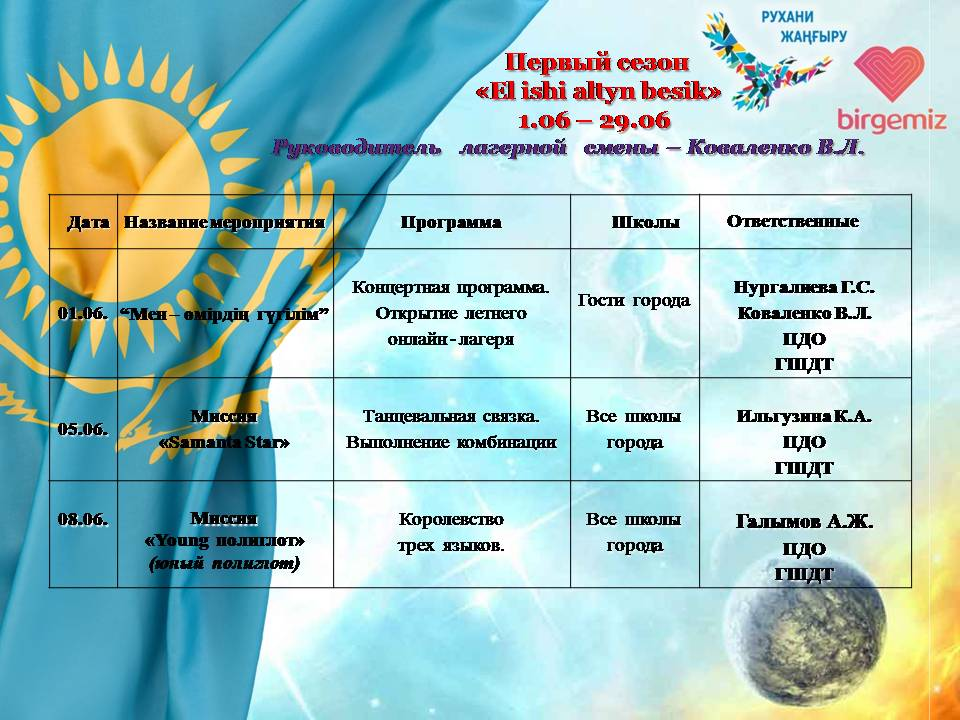 РУХАНИ
ЖАҢҒЫРУ
birgemiz
Первый сезон
«El ishi altyn besik»
1.06 – 29.06
Руководитель лагерной смены – Коваленко В.Л.
Дата
Название мероприятия
Программа
Школы
Ответственные
01.06.
“Мен – өмірдің гүгілім”
Концертная программа.
Открытие летнего
онлайн - лагеря
Гости города
Нургалиева Г.С.
Коваленко В.Л.
ПДО
ГШДТ
05.06.
Миссия
«Samanta Star»
Танцевальная связка.
Выполнение комбинации
Все школы
города
Ильгузина К.А.
ПДО
ГШДТ
08.06.
Миссия
«Young полиглот»
(юный полиглот)
Королевство
трех языков.
Все школы
города
Галымов А.Ж.
ПДО
ГШДТ